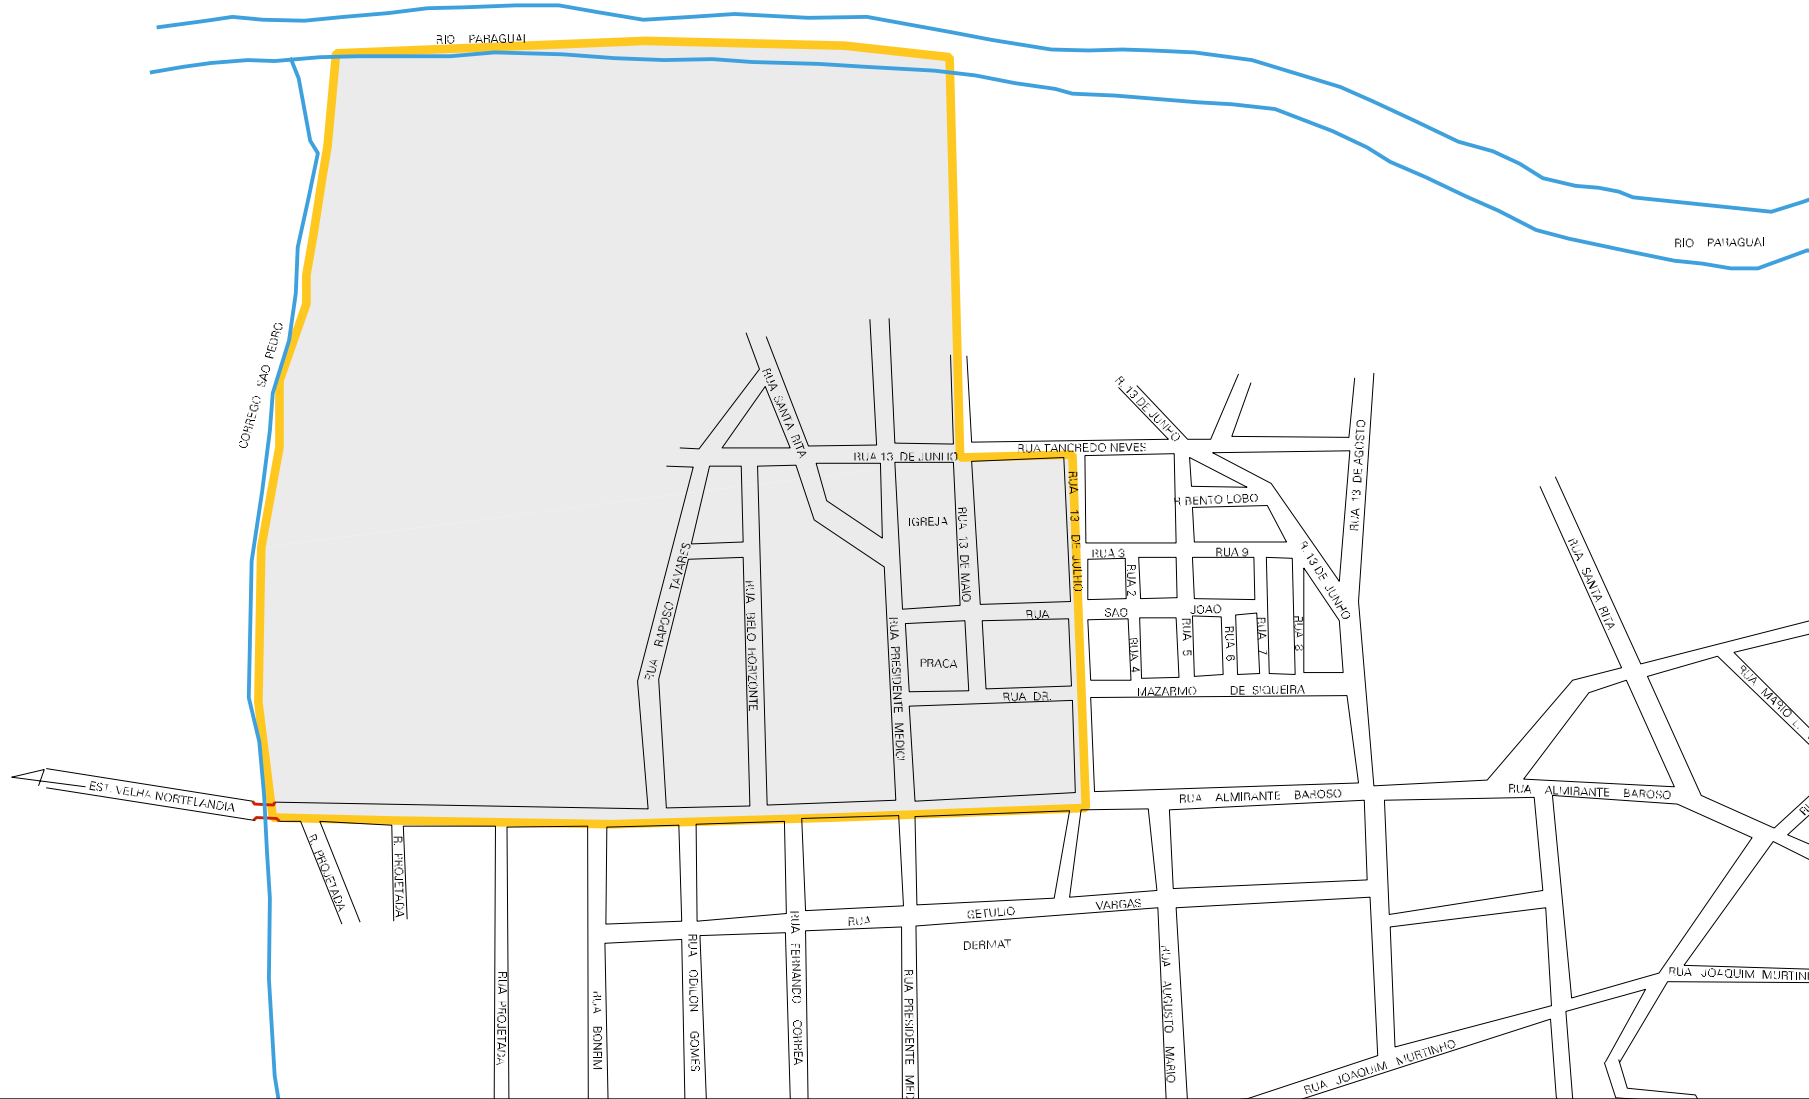 RIO PARAGUAI
RIO PARAGUAI
CORREGO SAO PEDRO
RUA SANTA RITA
R. 13 DE JUNHO
RUA TANCREDO NEVES
RUA 13 DE JUNHO
RUA 13 DE AGOSTO
R BENTO LOBO
IGREJA
RUA 13 DE MAIO
RUA 13 DE JULHO
RUA 3
RUA 9
R. 13 DE JUNHO
RUA SANTA RITA
RUA 2
RUA RAPOSO TAVARES
RUA BELO HORIZONTE
RUA
SAO
JOAO
RUA PRESIDENTE MEDICI
PRACA
RUA 4
RUA 5
RUA 6
RUA 7
RUA 8
RUA DR.
MAZARMO DE SIQUEIRA
RUA MARIO
EST. VELHA NORTELANDIA
RUA ALMIRANTE BAROSO
RUA ALMIRANTE BAROSO
R. PROJETADA
R. PROJETADA
RUA GETULIO VARGAS
DERMAT
RUA PROJETADA
RUA BONFIM
RUA ODILON GOMES
RUA FERNANDO CORREA
RUA PRESIDENTE MED
RUA AUGUSTO MARIO
RUA JOAQUIM MURTINHO
RUA JOAQUIM MURTIN